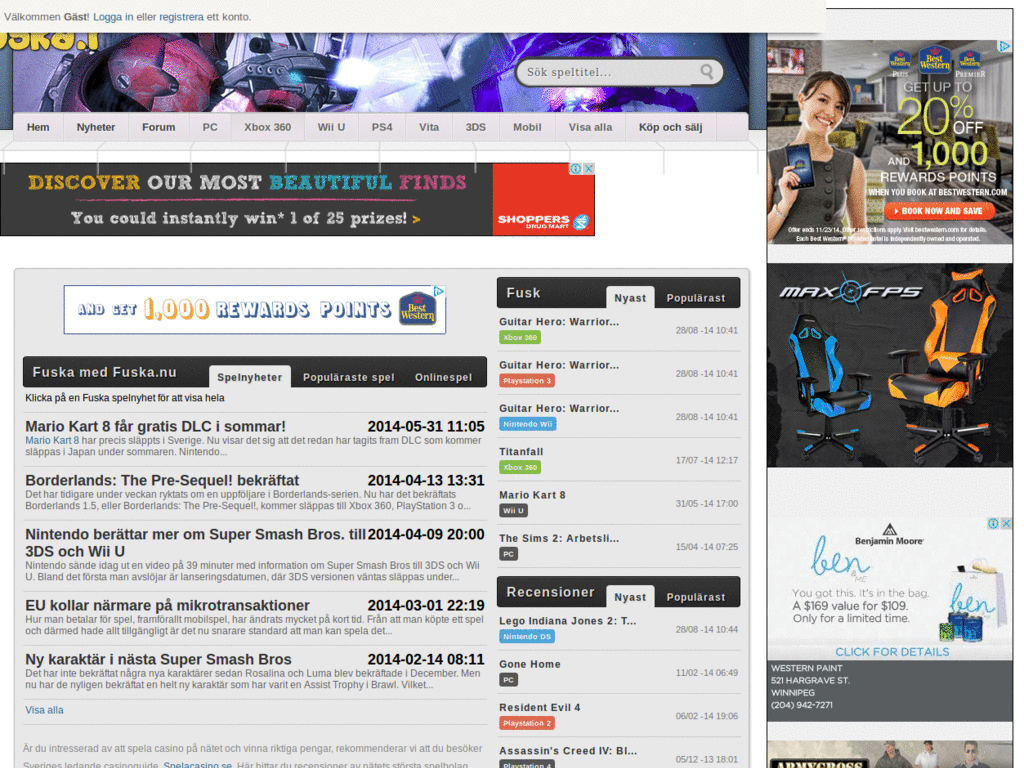 Välkommen Gäst! Logga in eller registrera ett konto.
Sök speltitel...
Hem Nyheter Forum PC Xbox 360 Wii U PS4 Vita 3DS Mobil Visa alla Köp och sälj
DISCOVER OUR MOST BEAUTIFUL FINDS
You could instantly win* 1 of 25 prizes! >
SHOPPERS
DRUG MART
AND GET 1,000 REWARDS POINTS
Best Western
Fuska med Fuska.nu
Spelnyheter Populäraste spel Onlinespel
Klicka på en Fuska spelnyhet för att visa hela
Mario Kart 8 får gratis DLC i sommar! 2014-05-31 11:05
Mario Kart 8 har precis släppts i Sverige. Nu visar det sig att det redan har tagits fram DLC som kommer
släppas i Japan under sommaren. Nintendo...
Borderlands: The Pre-Sequel! bekräftat 2014-04-13 13:31
Det har tidigare under veckan ryktats om en uppföljare i Borderlands-serien. Nu har det bekräftats
Borderlands 1.5, eller Borderlands: The Pre-Sequel!, kommer släppas till Xbox 360, PlayStation 3 o...
Nintendo berättar mer om Super Smash Bros. till 2014-04-09 20:00
3DS och Wii U
Nintendo sände idag ut en video på 39 minuter med information om Super Smash Bros till 3DS och Wii
U. Bland det första man avslöjar är lanseringsdatumen, där 3DS versionen väntas släppas under...
EU kollar närmare på mikrotransaktioner 2014-03-01 22:19
Hur man betalar för spel, framförallt mobilspel, har ändrats mycket på kort tid. Från att man köpte ett spel
och därmed hade allt tillgängligt är det nu snarare standard att man kan spela det...
Ny karaktär i nästa Super Smash Bros 2014-02-14 08:11
Det har inte bekräftat några nya karaktärer sedan Rosalina och Luma blev bekräftade i December. Men
nu har de nyligen bekräftat en helt ny karaktär som har varit en Assist Trophy i Brawl. Vilket...
Visa alla
Är du intresserad av att spela casino på nätet och vinna riktiga pengar, rekommenderar vi att du besöker
Sveriges ledande casinoguide, Spelacasino.se. Här hittar du recensioner av nätets största spelbolag
Fusk Nyast Populärast
Guitar Hero: Warrior...
Xbox 360
28/08 -14 10:41
Guitar Hero: Warrior...
Playstation 3
28/08 -14 10:41
Guitar Hero: Warrior...
Nintendo Wii
28/08 -14 10:41
Titanfall
Xbox 360
17/07 -14 12:17
Mario Kart 8
Wii U
31/05 -14 17:00
The Sims 2: Arbetsli...
PC
15/04 -14 07:25
Recensioner Nyast Populärast
Lego Indiana Jones 2: T...
Nintendo DS
28/08 -14 10:44
Gone Home
PC
11/02 -14 06:49
Resident Evil 4
Playstation 2
06/02 -14 19:06
Assassin's Creed IV: Bl...
Playstation 4
05/12 -13 18:01
Best Western PLUS
Best Western
Best Western PREMIER
GET UP TO
20% OFF
AND 1,000
REWARDS POINTS
WHEN YOU BOOK AT BESTWESTERN.COM
BOOK NOW AND SAVE
Offer ends 11/23/14. Other restrictions apply. Visit bestwestern.com for details.
Each Best Western hotel is independently owned and operated.
MAXFPS
Benjamin Moore
ben
& ME
You got this. It's in the bag.
A $169 value for $109.
Only for a limited time.
ben
CLICK FOR DETAILS
WESTERN PAINT
521 HARGRAVE ST.
WINNIPEG
(204) 942-7271
ARMYCROSS